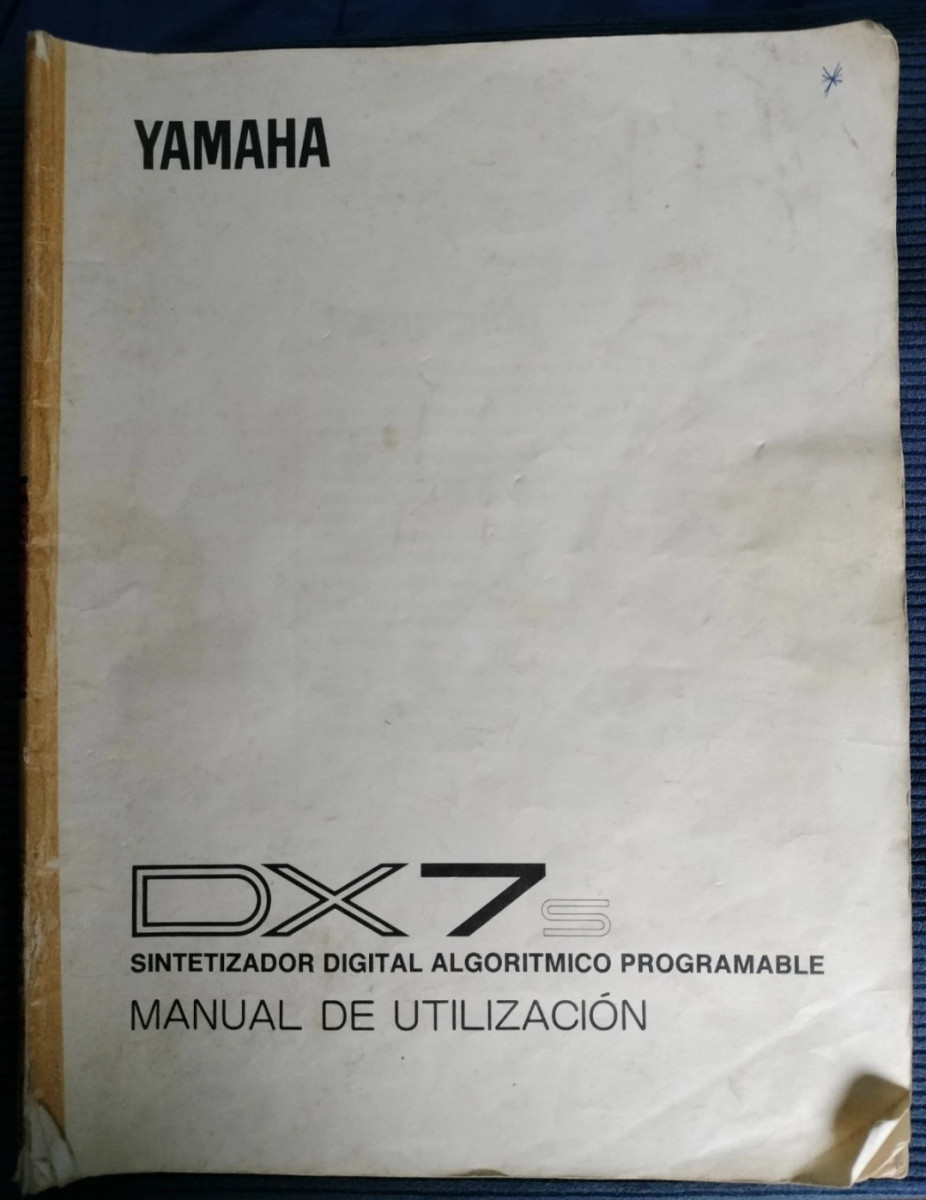 YAMAHA
DX7s
SINTETIZADOR DIGITAL ALGORITMICO PROGRAMABLE
MANUAL DE UTILIZACIÓN